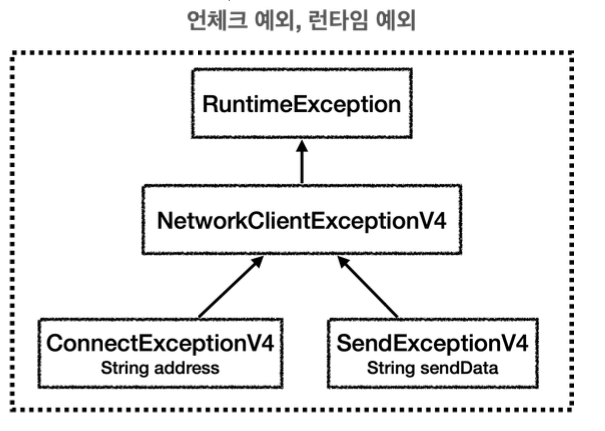 언체크 예외, 런타임 예외
RuntimeException
NetworkClientExceptionV4
ConnectExceptionV4
String address
SendExceptionV4
String sendData